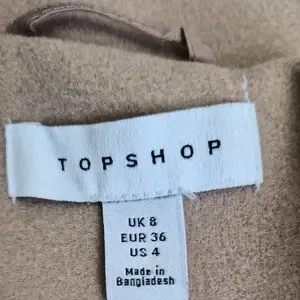 TOPSHOP
UK 8
EUR 36
US 4
Made in
Bangladesh